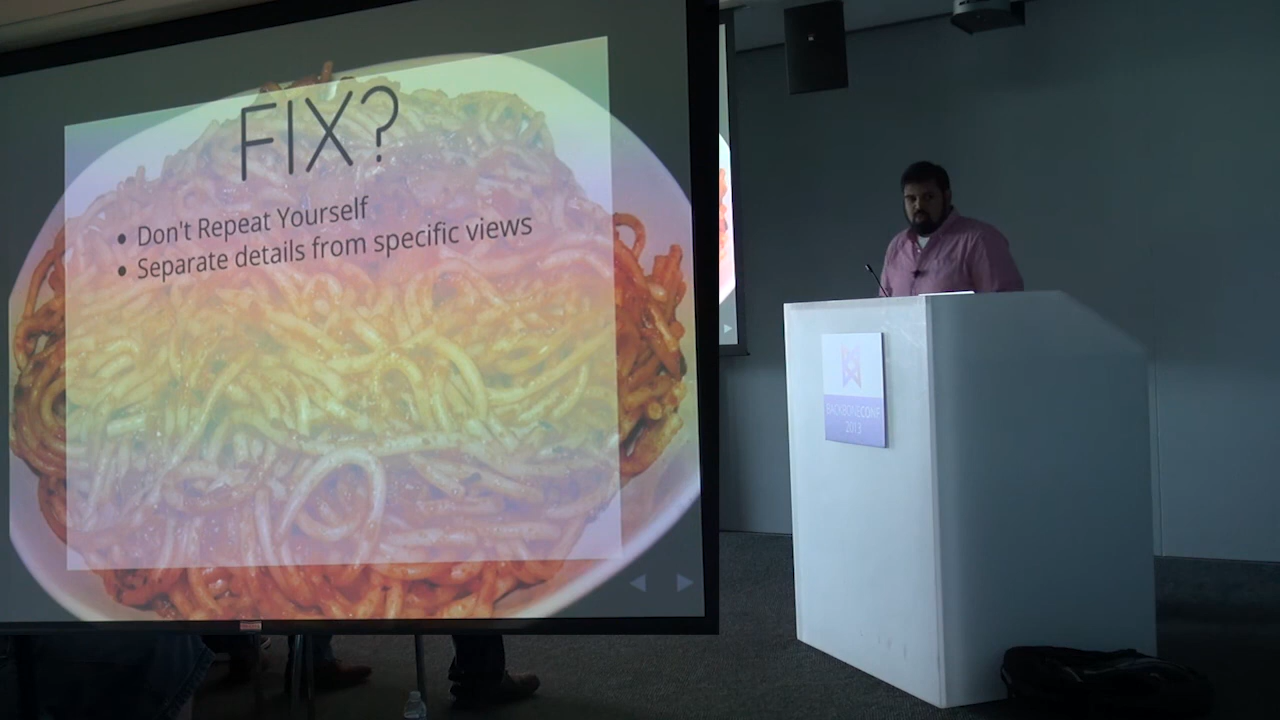 FIX?
• Don't Repeat Yourself
• Separate details from specific views
BACKBONECONF
2013